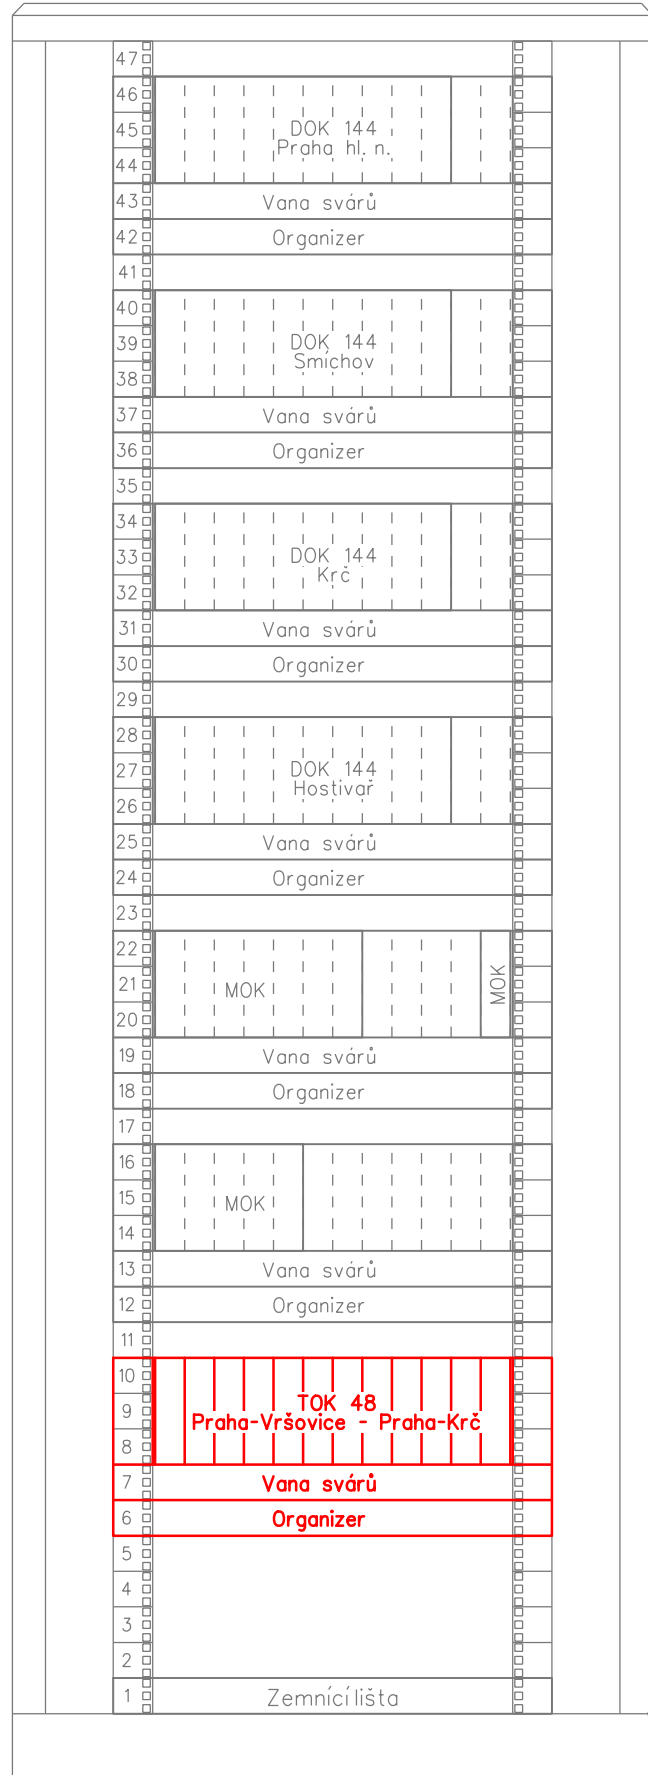 47
46
45
DOK 144
Praha hl. n.
44
43
Vana svárů
42
Organizer
41
40
39
DOK 144
Smíchov
38
37
Vana svárů
36
Organizer
35
34
33
DOK 144
Krč
32
31
Vana svárů
30
Organizer
29
28
27
DOK 144
Hostivař
26
25
Vana svárů
24
Organizer
23
22
21
MOK
MOK
20
19
Vana svárů
18
Organizer
17
16
15
MOK
14
13
Vana svárů
12
Organizer
11
10
9
TOK 48
Praha-Vršovice - Praha-Krč
8
7
Vana svárů
6
Organizer
5
4
3
2
1
Zemnící lišta